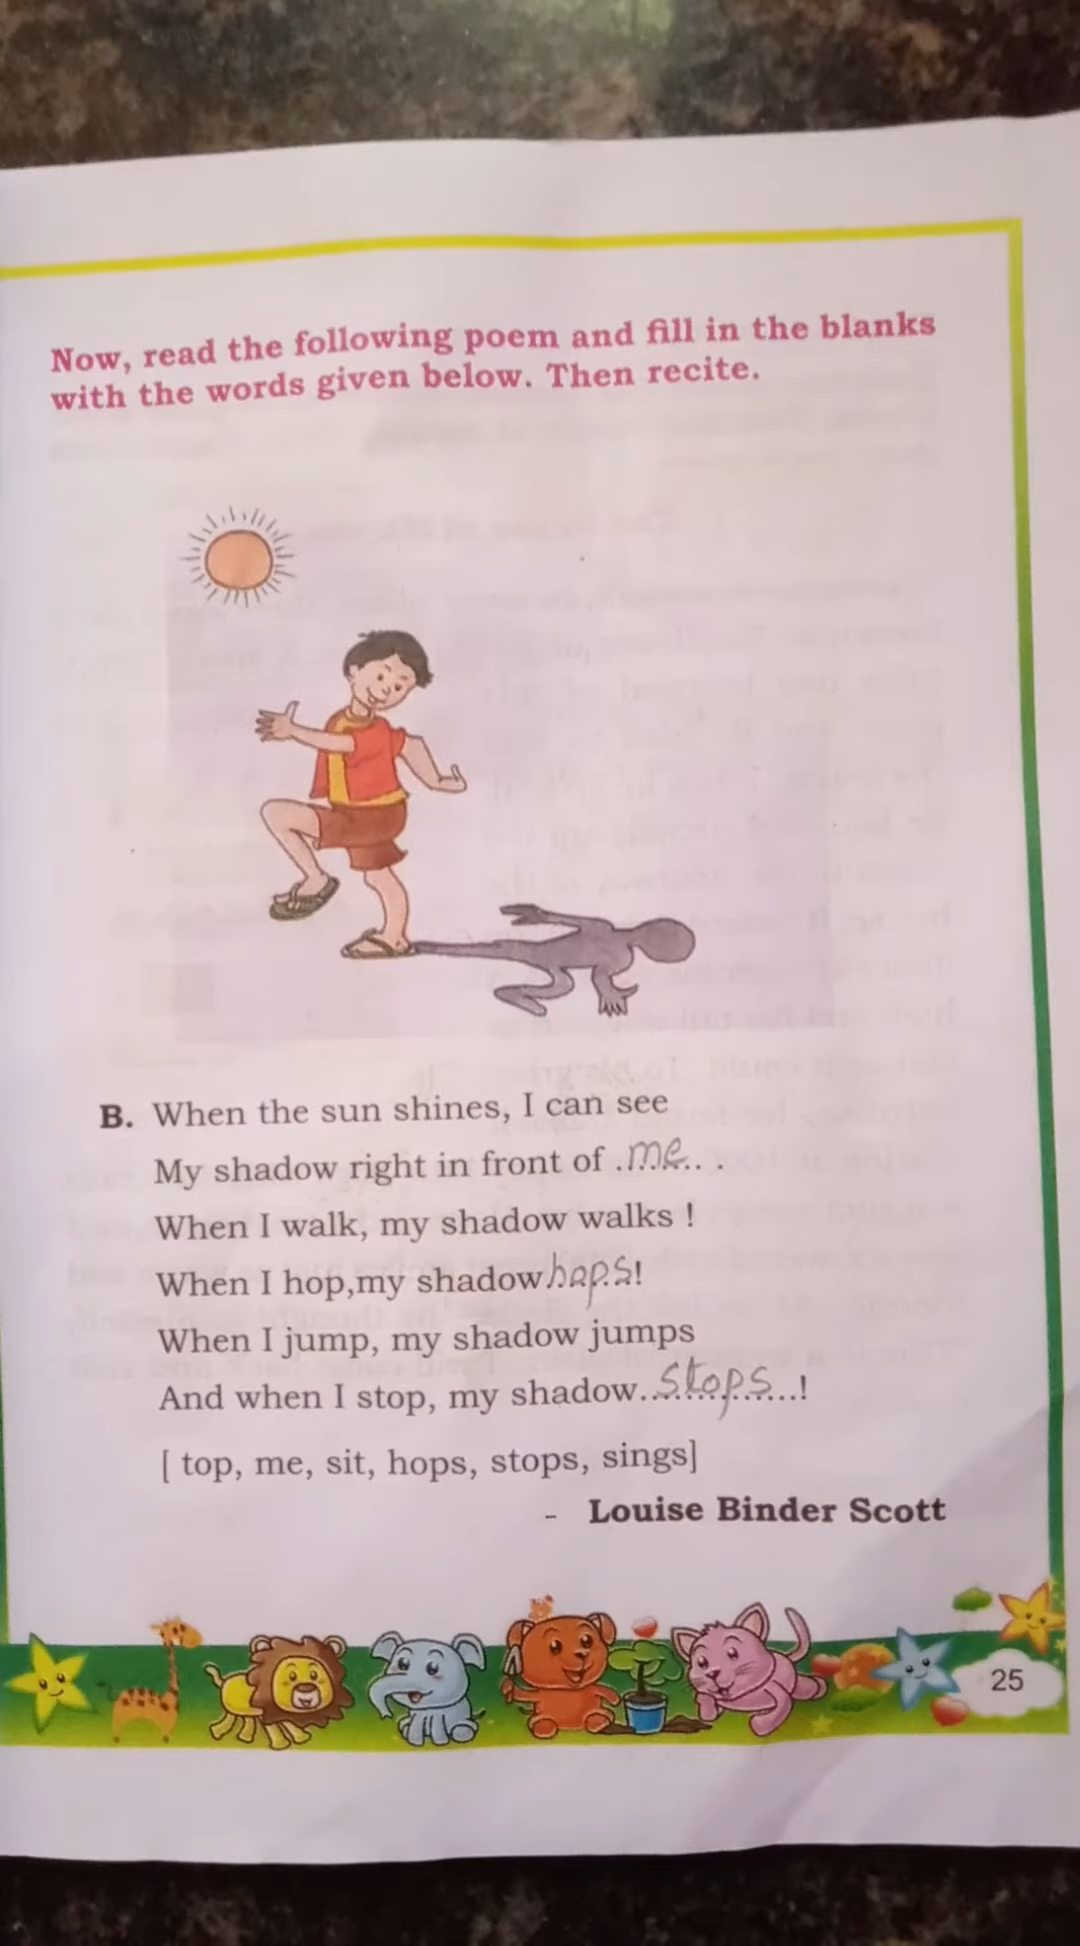 Now, read the following poem and fill in the blanks
with the words given below. Then recite.
B. When the sun shines, I can see
My shadow right in front of .me.. .
When I walk, my shadow walks !
When I hop,my shadow hops!
When I jump, my shadow jumps
And when I stop, my shadow..stops...!
[ top, me, sit, hops, stops, sings]
- Louise Binder Scott
25